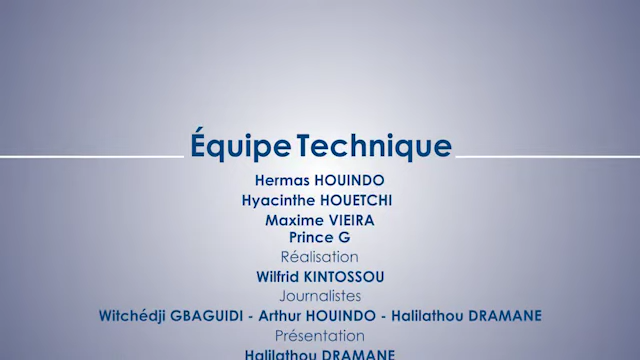 Équipe Technique
Hermas HOUINDO
Hyacinthe HOUETCHI
Maxime VIEIRA
Prince G
Réalisation
Wilfrid KINTOSSOU
Journalistes
Witchédji GBAGUIDI - Arthur HOUINDO - Halilathou DRAMANE
Présentation
Halilathou DRAMANE